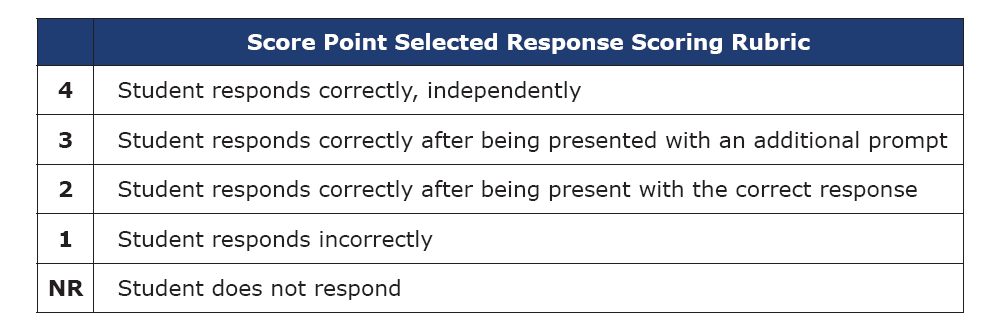 Score Point Selected Response Scoring Rubric
4 Student responds correctly, independently
3 Student responds correctly after being presented with an additional prompt
2 Student responds correctly after being present with the correct response
1 Student responds incorrectly
NR Student does not respond